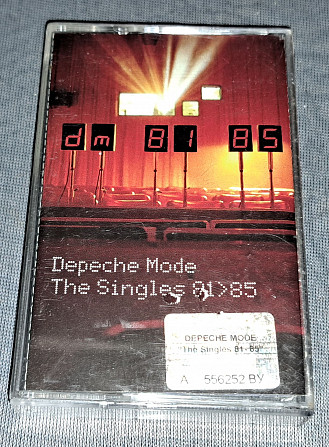 dm 81 85
Depeche Mode
The Singles 81>85
DEPECHE MODE
"The Singles 81-85"
A 556252 BY